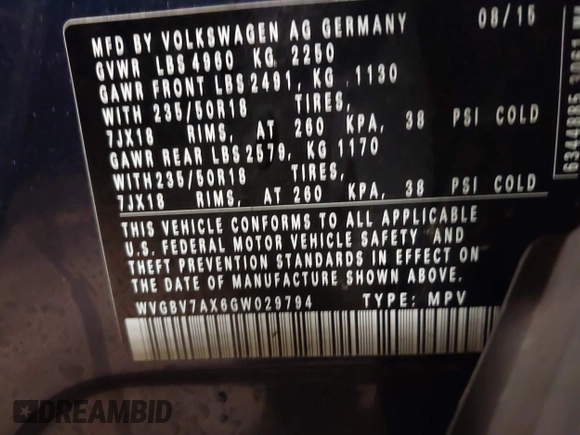 MFD BY VOLKSWAGEN AG GERMANY 08/15
GVWR LBS 4960 KG 2250
GAWR FRONT LBS 2491, KG 1130
WITH 235/50R18 TIRES,
7JX18 RIMS, AT 260 KPA, 38 PSI COLD
GAWR REAR LBS 2579, KG 1170
WITH 235/50R18 TIRES,
7JX18 RIMS, AT 260 KPA, 38 PSI COLD
THIS VEHICLE CONFORMS TO ALL APPLICABLE
U.S. FEDERAL MOTOR VEHICLE SAFETY AND
THEFT PREVENTION STANDARDS IN EFFECT ON
THE DATE OF MANUFACTURE SHOWN ABOVE.
WVGBV7AX6GW029794 TYPE: MPV
DREAMBID